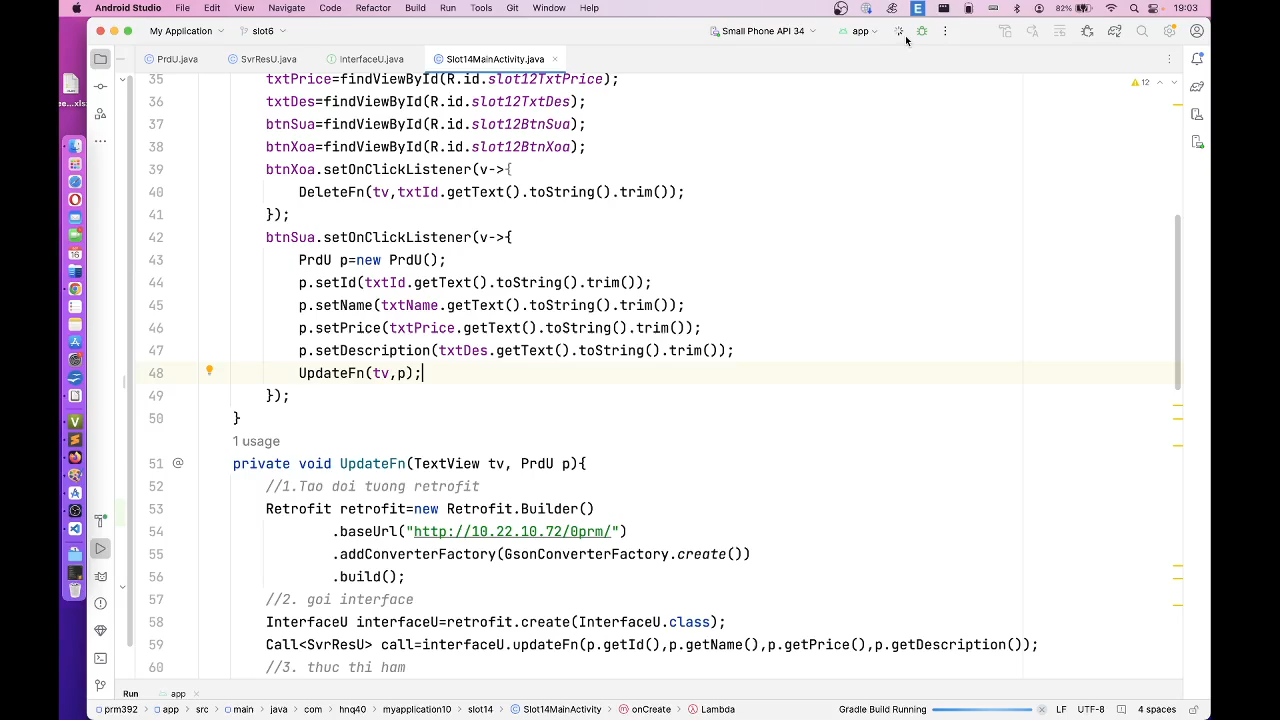 Android Studio File Edit View Navigate Code Refactor Build Run Tools Git Window Help 82% 19:03
My Application slot6 Small Phone API 34 app
PrdU.java SvrResU.java InterfaceU.java Slot14MainActivity.java
35 txtPrice=findViewById(R.id.slot12TxtPrice);
36 txtDes=findViewById(R.id.slot12TxtDes);
37 btnSua=findViewById(R.id.slot12BtnSua);
38 btnXoa=findViewById(R.id.slot12BtnXoa);
39 btnXoa.setOnClickListener(v->{
40 DeleteFn(tv,txtId.getText().toString().trim());
41 });
42 btnSua.setOnClickListener(v->{
43 PrdU p=new PrdU();
44 p.setId(txtId.getText().toString().trim());
45 p.setName(txtName.getText().toString().trim());
46 p.setPrice(txtPrice.getText().toString().trim());
47 p.setDescription(txtDes.getText().toString().trim());
48 UpdateFn(tv,p);
49 });
50 }
1 usage
51 @ private void UpdateFn(TextView tv, PrdU p){
52 //1.Tao doi tuong retrofit
53 Retrofit retrofit=new Retrofit.Builder()
54 .baseUrl("http://10.22.10.72/0prm/")
55 .addConverterFactory(GsonConverterFactory.create())
56 .build();
57 //2. goi interface
58 InterfaceU interfaceU=retrofit.create(InterfaceU.class);
59 Call<SvrResU> call=interfaceU.updateFn(p.getId(),p.getName(),p.getPrice(),p.getDescription());
60 //3. thuc thi ham
12
Run app
prm392 > app > src > main > java > com > hnq40 > myapplication10 > slot14 > Slot14MainActivity > onCreate > Lambda Gradle Build Running LF UTF-8 4 spaces